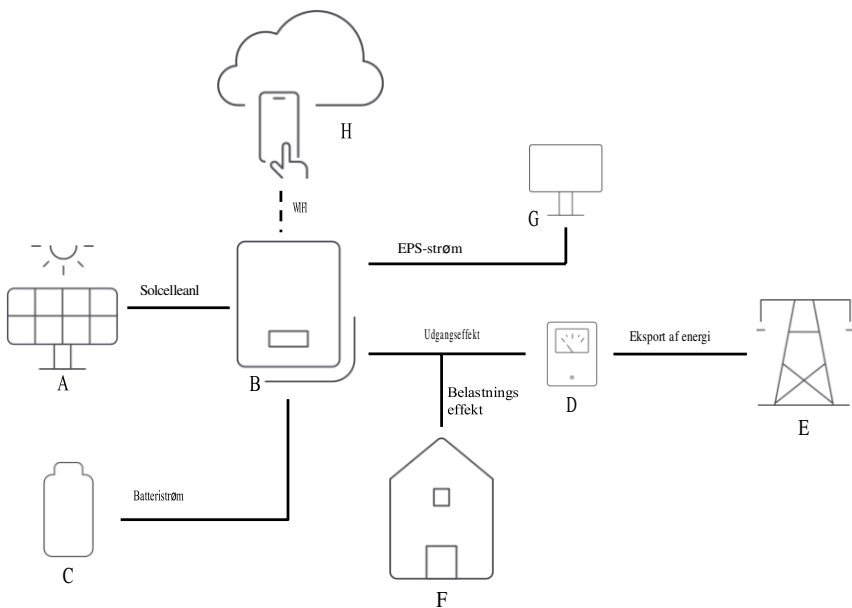 H
WIFI
G
EPS-strøm
Solcelleanl
Udgangseffekt
Eksport af energi
A
B
Belastnings
effekt
D
E
Batteristrøm
C
F